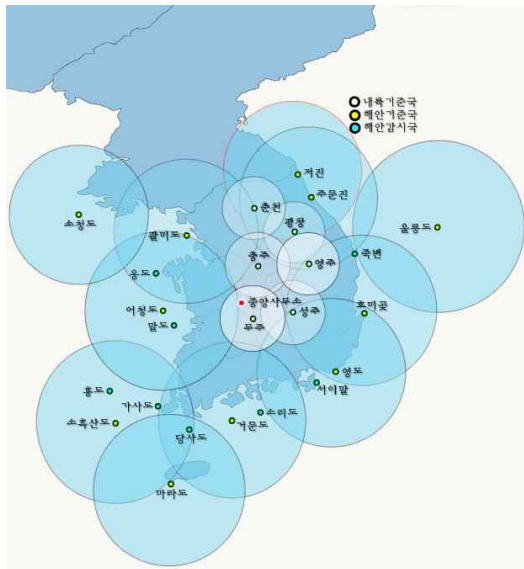 내륙기준국
해안기준국
해안감시국
저진
주문진
춘천
평창
소청도
팔미도
울릉도
충주
영주
죽변
옹도
중앙사무소
어청도
말도
무주
성주
호미곶
영도
서이말
홍도
가사도
소흑산도
당사도
거문도
소리도
마라도